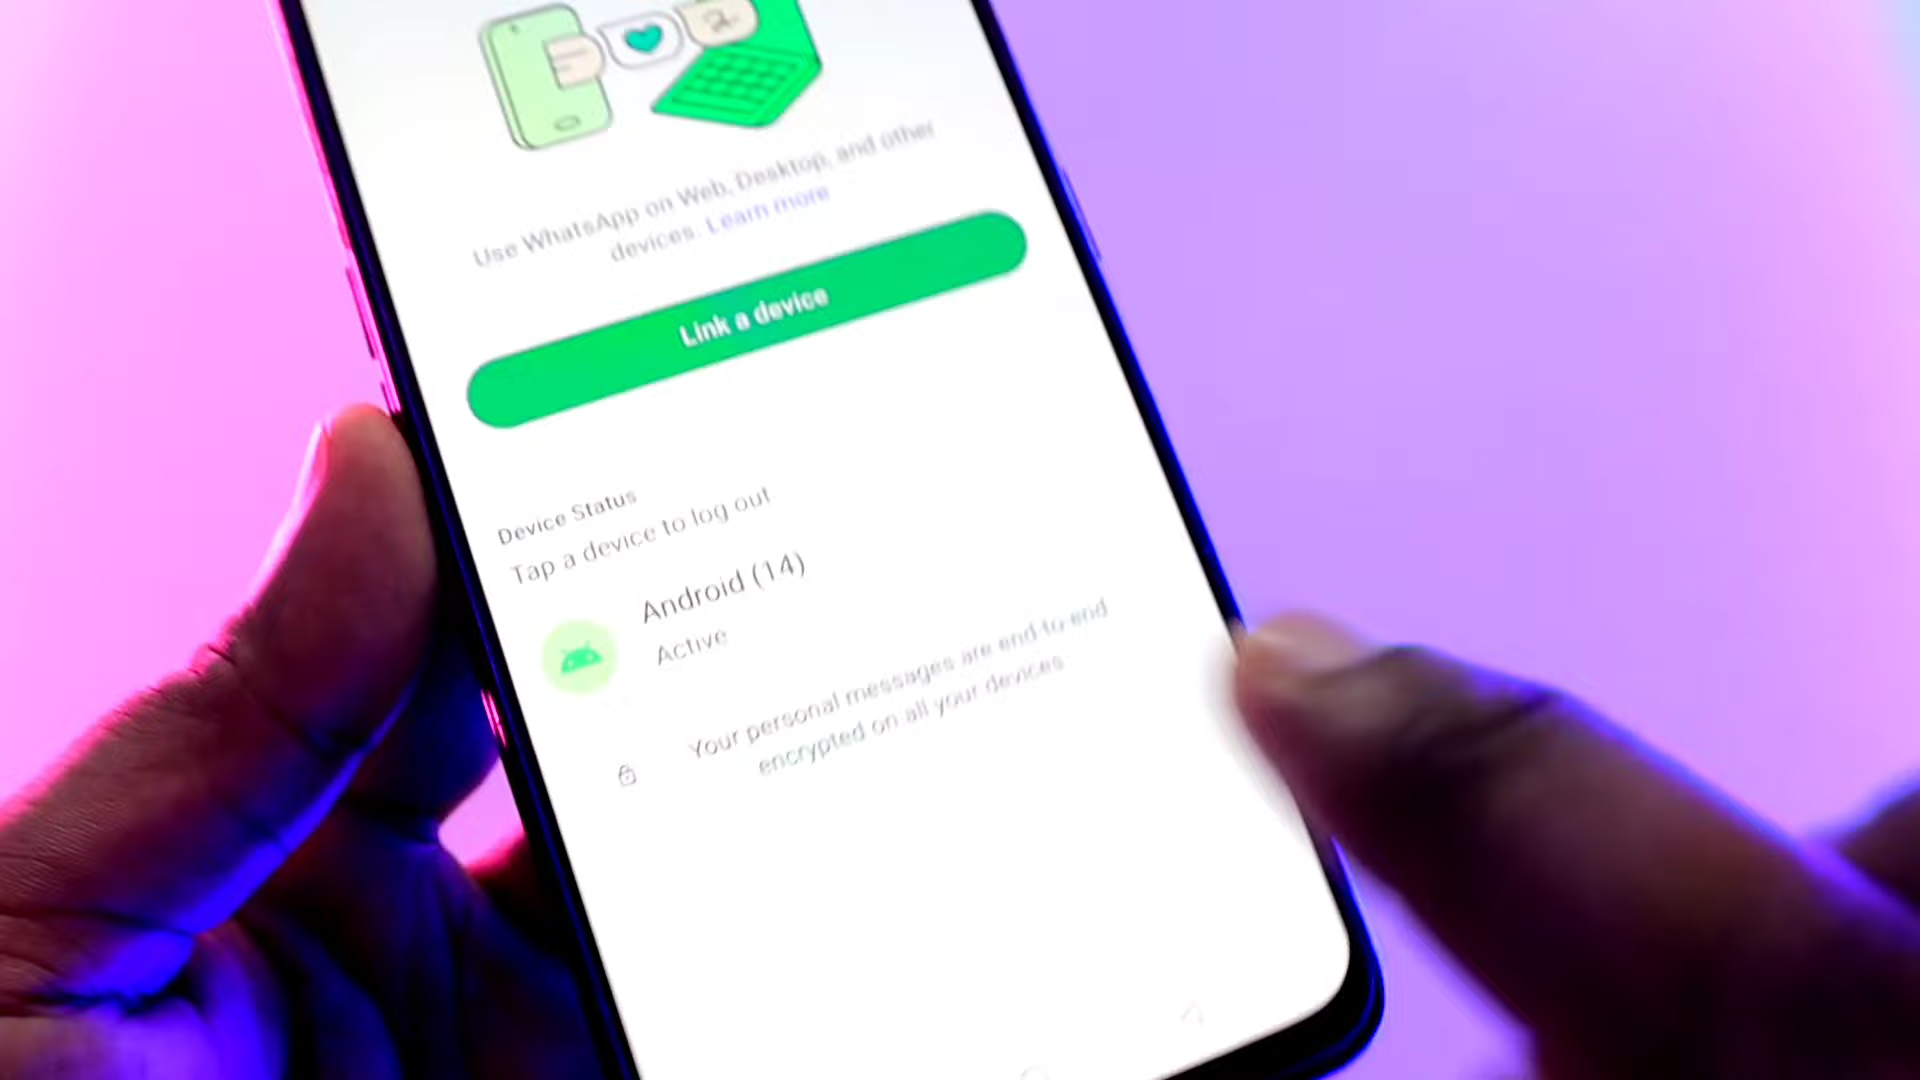 Use WhatsApp on Web, Desktop, and other
devices. Learn more
Link a device
Device Status
Tap a device to log out
Android (14)
Active
Your personal messages are end-to-end
encrypted on all your devices.